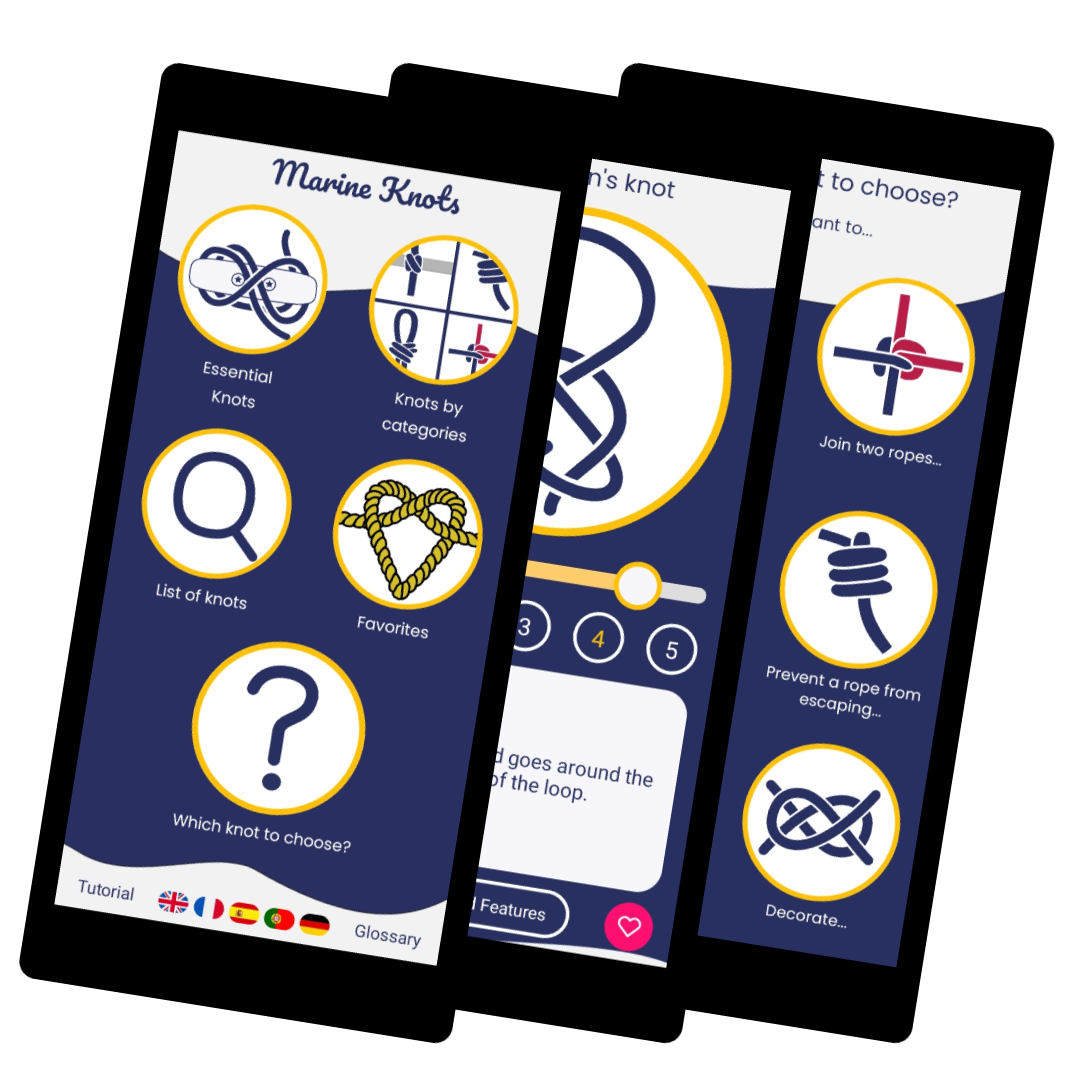 Marine Knots
Essential
Knots
Knots by
categories
List of knots
Favorites
Which knot to choose?
Tutorial
Glossary
n's knot
3
4
5
d goes around the
of the loop.
Features
t to choose?
ant to...
Join two ropes...
Prevent a rope from
escaping...
Decorate...